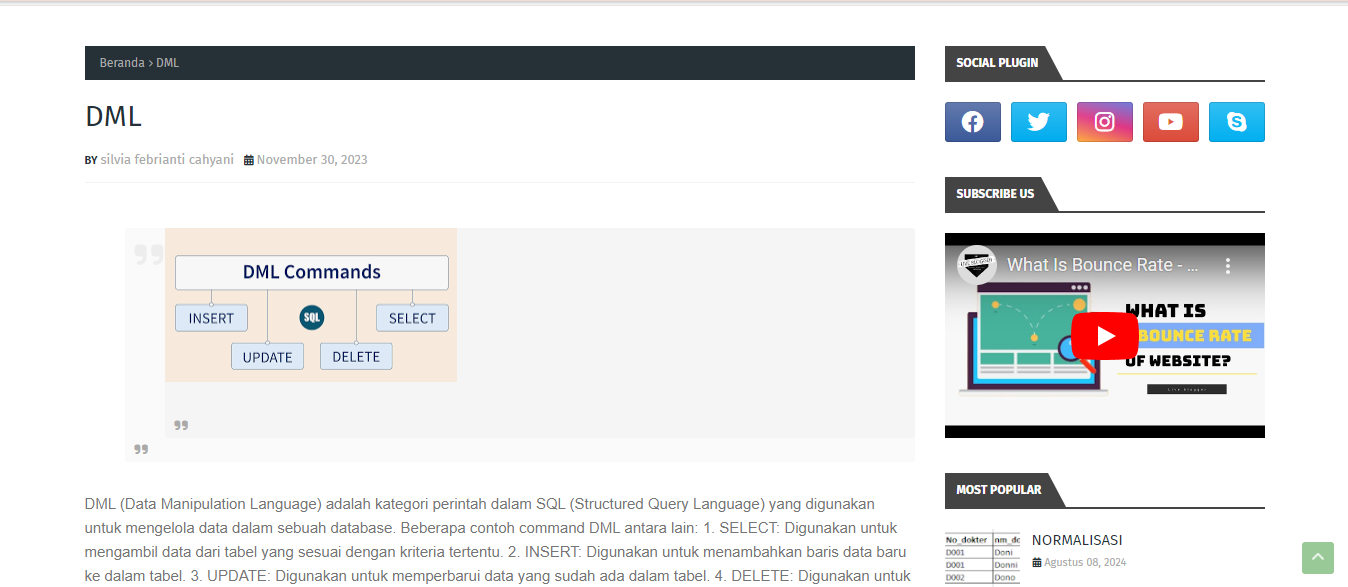 Beranda › DML
DML
BY silvia febrianti cahyani November 30, 2023
DML Commands
INSERT
SQL
SELECT
UPDATE
DELETE
DML (Data Manipulation Language) adalah kategori perintah dalam SQL (Structured Query Language) yang digunakan
untuk mengelola data dalam sebuah database. Beberapa contoh command DML antara lain: 1. SELECT: Digunakan untuk
mengambil data dari tabel yang sesuai dengan kriteria tertentu. 2. INSERT: Digunakan untuk menambahkan baris data baru
ke dalam tabel. 3. UPDATE: Digunakan untuk memperbarui data yang sudah ada dalam tabel. 4. DELETE: Digunakan untuk
SOCIAL PLUGIN
SUBSCRIBE US
What Is Bounce Rate - ...
WHAT IS
BOUNCE RATE
OF WEBSITE?
MOST POPULAR
No_dokter nm_do
D001 Doni
D001 Donni
D002 Dono
NORMALISASI
Agustus 08, 2024